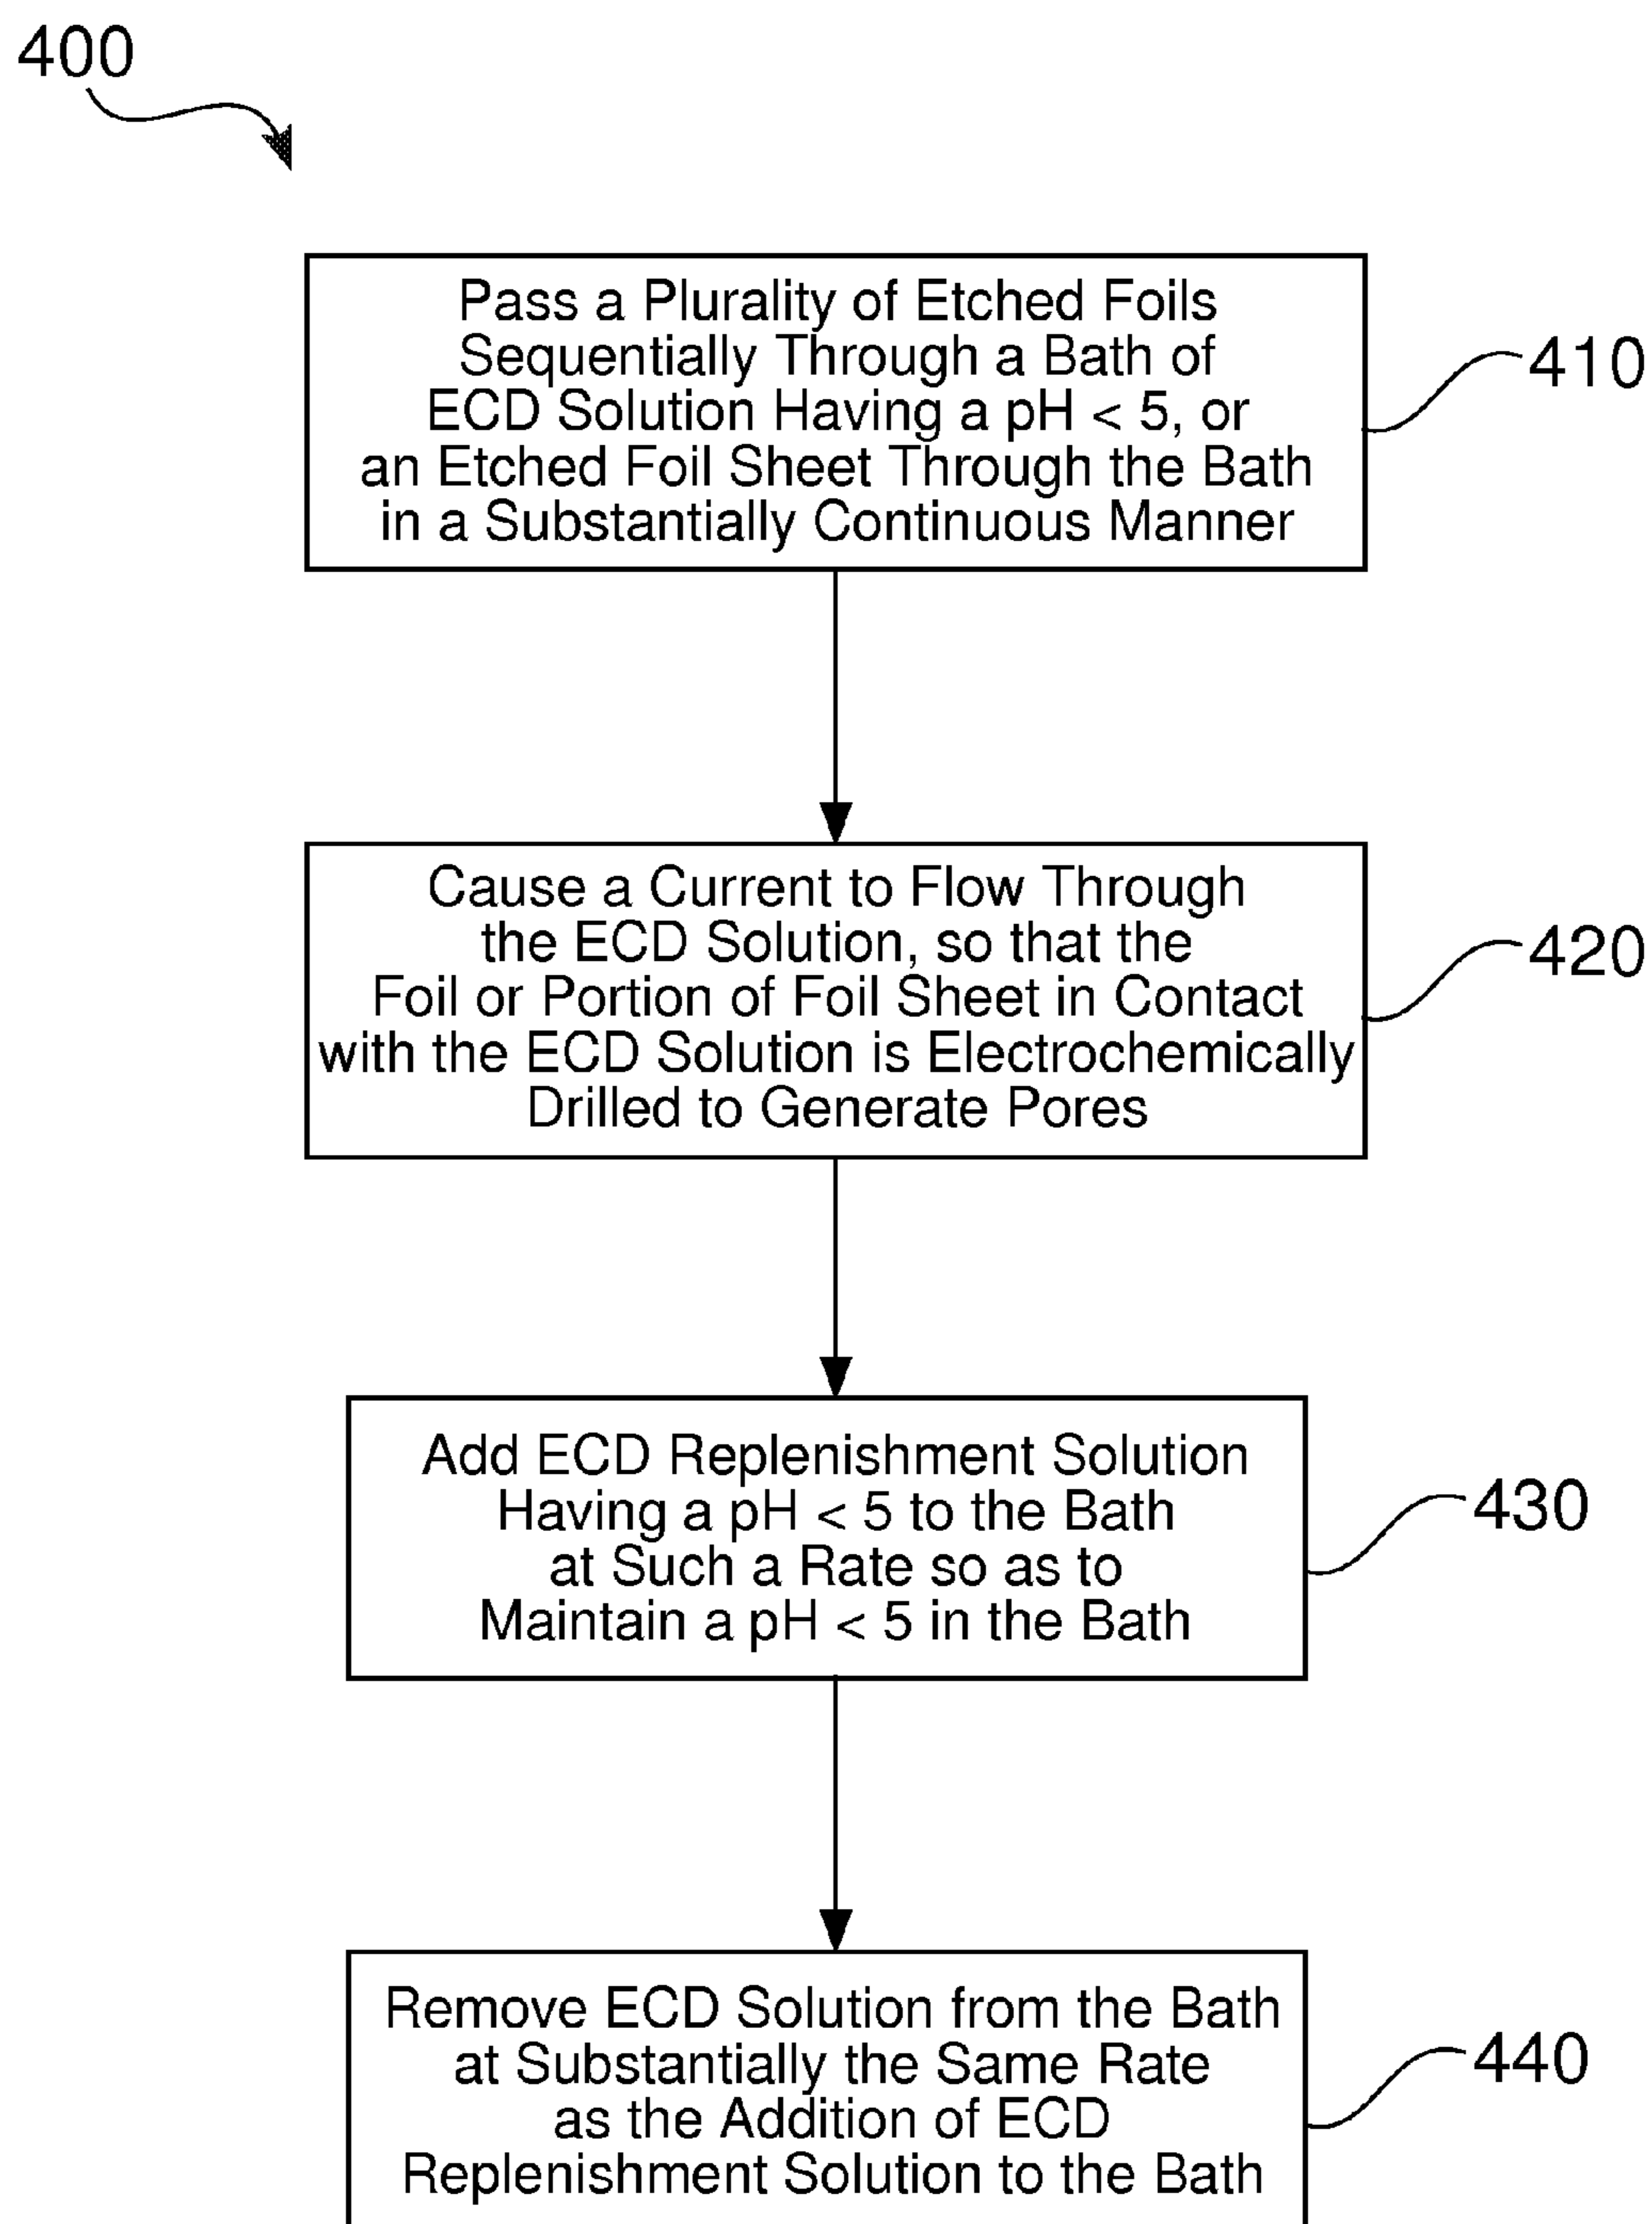 400
Pass a Plurality of Etched Foils
Sequentially Through a Bath of
ECD Solution Having a pH < 5, or
an Etched Foil Sheet Through the Bath
in a Substantially Continuous Manner
410
Cause a Current to Flow Through
the ECD Solution, so that the
Foil or Portion of Foil Sheet in Contact
with the ECD Solution is Electrochemically
Drilled to Generate Pores
420
Add ECD Replenishment Solution
Having a pH < 5 to the Bath
at Such a Rate so as to
Maintain a pH < 5 in the Bath
430
Remove ECD Solution from the Bath
at Substantially the Same Rate
as the Addition of ECD
Replenishment Solution to the Bath
440